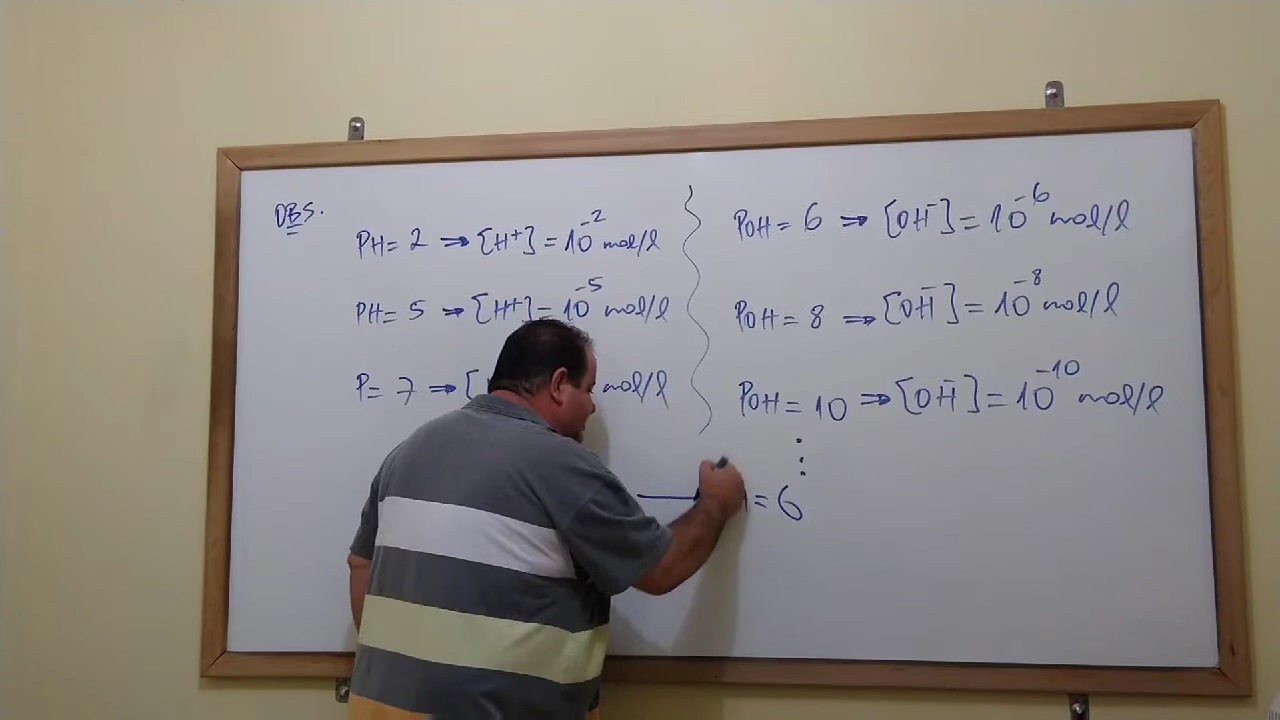 OBS.
PH= 2 ⇒ [H+] = 10⁻² mol/l
PH= 5 ⇒ [H+] = 10⁻⁵ mol/l
P= 7 ⇒ [ mol/l
POH = 6 ⇒ [OH⁻] = 10⁻⁶ mol/l
POH = 8 ⇒ [OH⁻] = 10⁻⁸ mol/l
POH = 10 ⇒ [OH⁻] = 10⁻¹⁰ mol/l
⋮
= 6